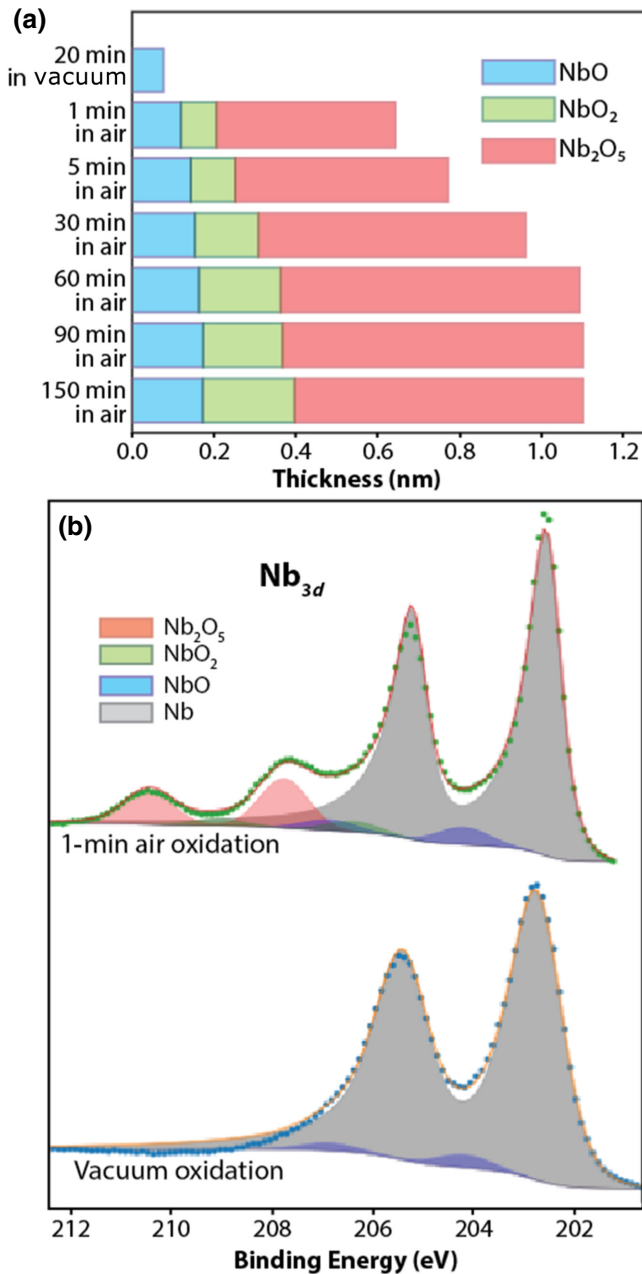 (a)
20 min
in vacuum
1 min
in air
5 min
in air
30 min
in air
60 min
in air
90 min
in air
150 min
in air
NbO
NbO₂
Nb₂O₅
0.0 0.2 0.4 0.6 0.8 1.0 1.2
Thickness (nm)
(b)
Nb₃d
Nb₂O₅
NbO₂
NbO
Nb
1-min air oxidation
Vacuum oxidation
212 210 208 206 204 202
Binding Energy (eV)